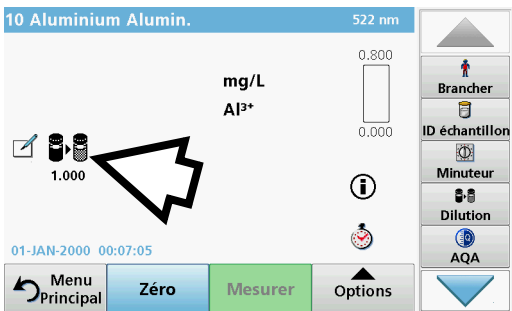 10 Aluminium Alumin.
522 nm
0.800
mg/L
Al³⁺
0.000
1.000
01-JAN-2000 00:07:05
Menu
Principal
Zéro
Mesurer
Options
Brancher
ID échantillon
Minuteur
Dilution
AQA